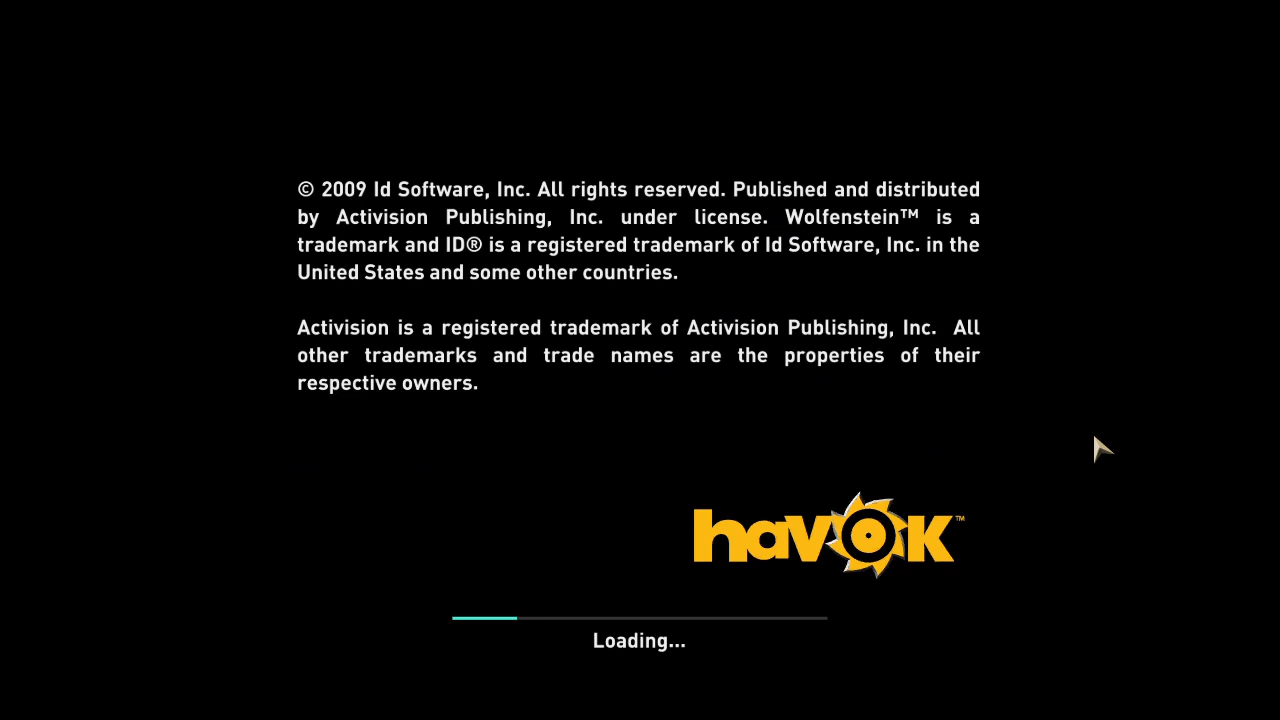 © 2009 Id Software, Inc. All rights reserved. Published and distributed
by Activision Publishing, Inc. under license. Wolfenstein™ is a
trademark and ID® is a registered trademark of Id Software, Inc. in the
United States and some other countries.
Activision is a registered trademark of Activision Publishing, Inc. All
other trademarks and trade names are the properties of their
respective owners.
havok™
Loading...